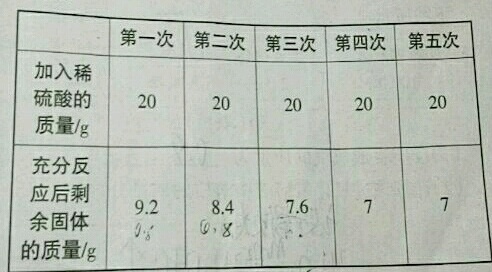 第一次 第二次 第三次 第四次 第五次
加入稀
硫酸的
质量/g
20 20 20 20 20
充分反
应后剩
余固体
的质量/g
9.2 8.4 7.6 7 7
0.8 0.8